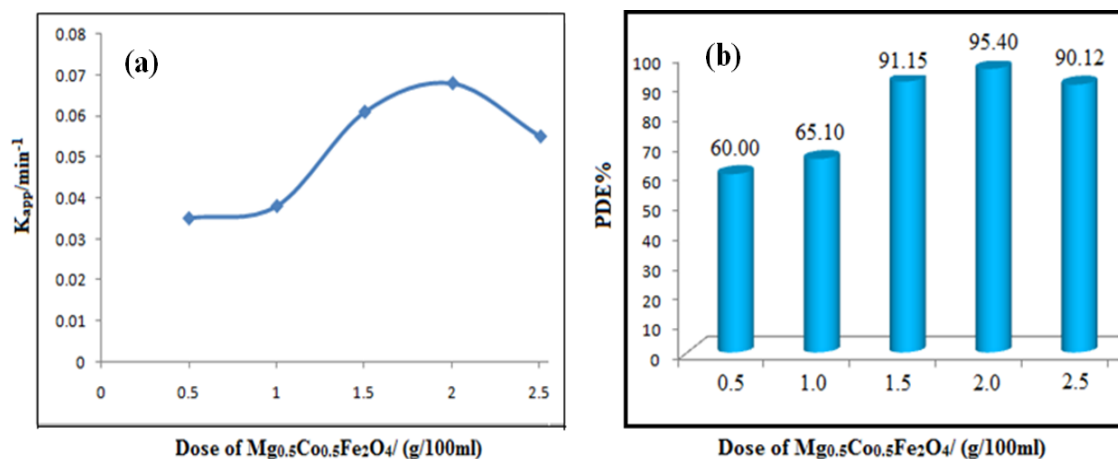 (a)
K_app/min⁻¹
0.08
0.07
0.06
0.05
0.04
0.03
0.02
0.01
0
0 0.5 1 1.5 2 2.5
Dose of Mg₀.₅Co₀.₅Fe₂O₄/ (g/100ml)
(b)
PDE%
100
90
80
70
60
50
40
30
20
10
0
60.00 65.10 91.15 95.40 90.12
0.5 1.0 1.5 2.0 2.5
Dose of Mg₀.₅Co₀.₅Fe₂O₄/ (g/100ml)